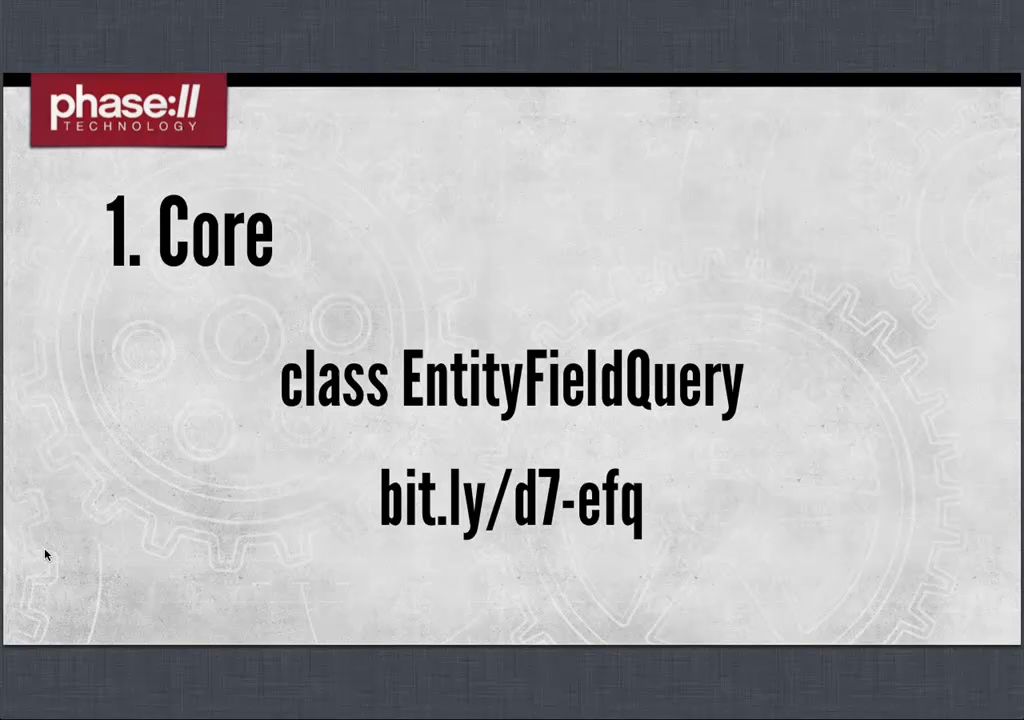 phase://
TECHNOLOGY
1. Core
class EntityFieldQuery
bit.ly/d7-efq